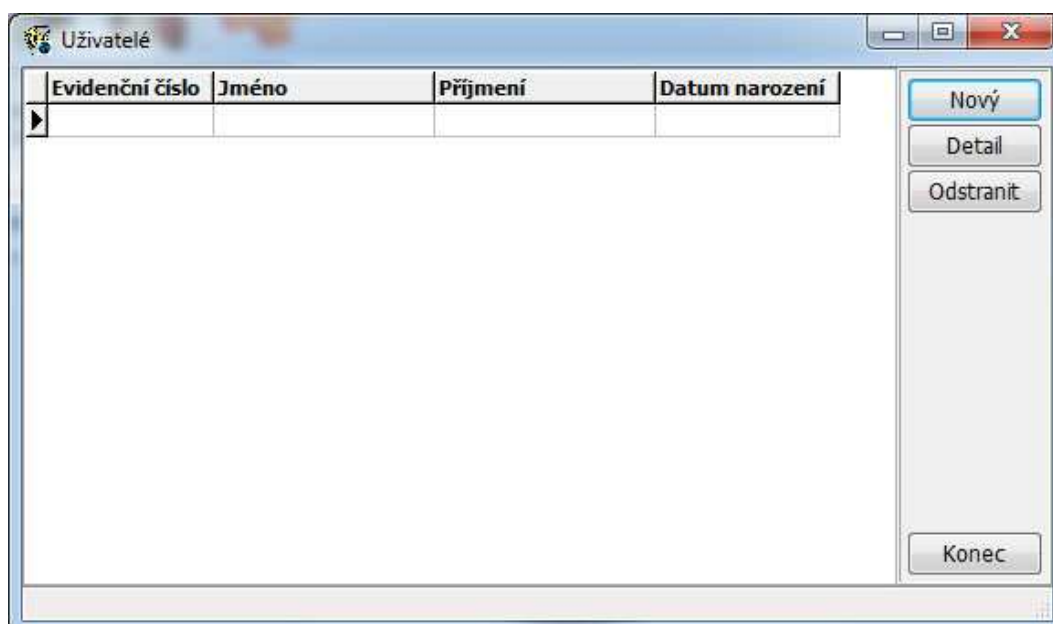 Uživatelé
Evidenční číslo Jméno Příjmení Datum narození
Nový
Detail
Odstranit
Konec